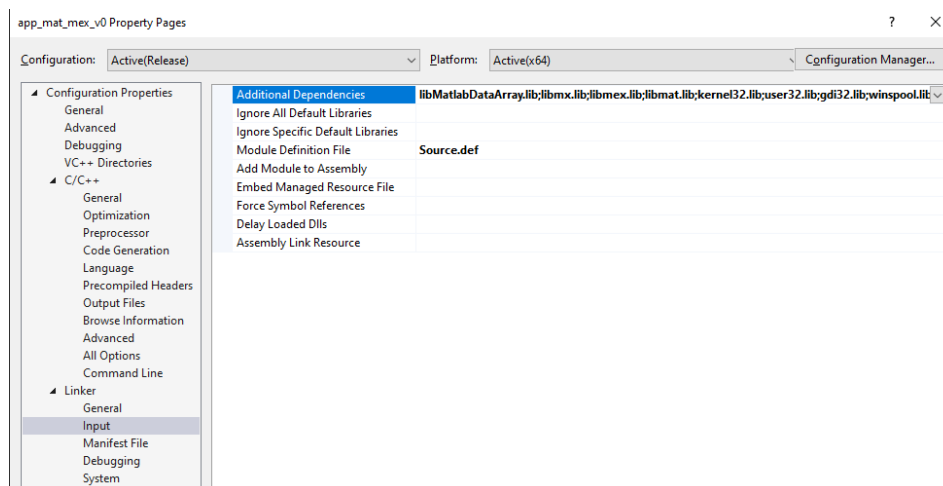 app_mat_mex_v0 Property Pages
?
Configuration: Active(Release) Platform: Active(x64) Configuration Manager...
Configuration Properties
General
Advanced
Debugging
VC++ Directories
C/C++
General
Optimization
Preprocessor
Code Generation
Language
Precompiled Headers
Output Files
Browse Information
Advanced
All Options
Command Line
Linker
General
Input
Manifest File
Debugging
System
Additional Dependencies libMatlabDataArray.lib;libmx.lib;libmex.lib;libmat.lib;kernel32.lib;user32.lib;gdi32.lib;winspool.lib
Ignore All Default Libraries
Ignore Specific Default Libraries
Module Definition File Source.def
Add Module to Assembly
Embed Managed Resource File
Force Symbol References
Delay Loaded Dlls
Assembly Link Resource